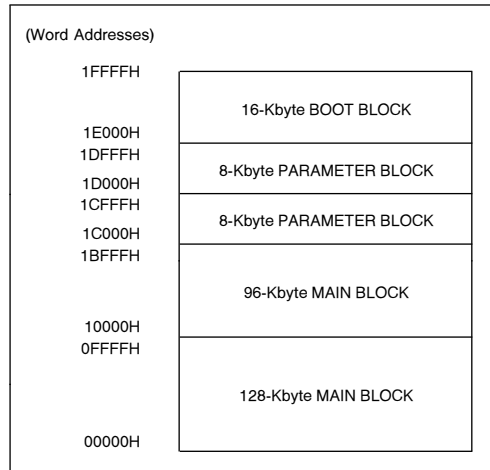 (Word Addresses)
1FFFFH
16-Kbyte BOOT BLOCK
1E000H
1DFFFH
8-Kbyte PARAMETER BLOCK
1D000H
1CFFFH
8-Kbyte PARAMETER BLOCK
1C000H
1BFFFH
96-Kbyte MAIN BLOCK
10000H
0FFFFH
128-Kbyte MAIN BLOCK
00000H